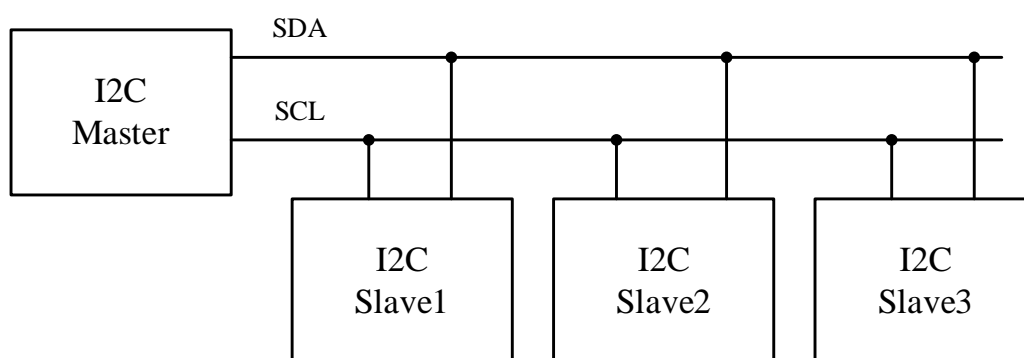 SDA
I2C
Master
SCL
I2C
Slave1
I2C
Slave2
I2C
Slave3